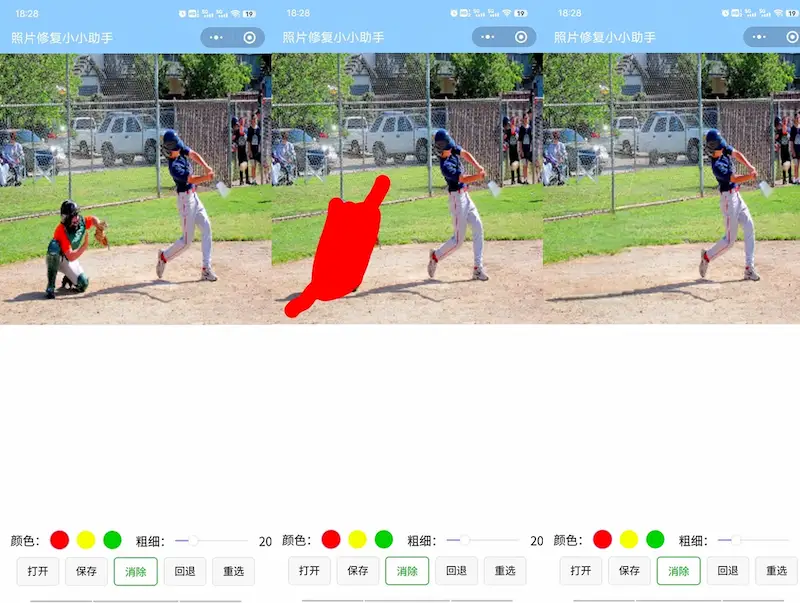 18:28
19
照片修复小小助手
颜色：
粗细：
20
打开
保存
消除
回退
重选
18:28
19
照片修复小小助手
颜色：
粗细：
20
打开
保存
消除
回退
重选
18:28
19
照片修复小小助手
颜色：
粗细：
打开
保存
消除
回退
重选